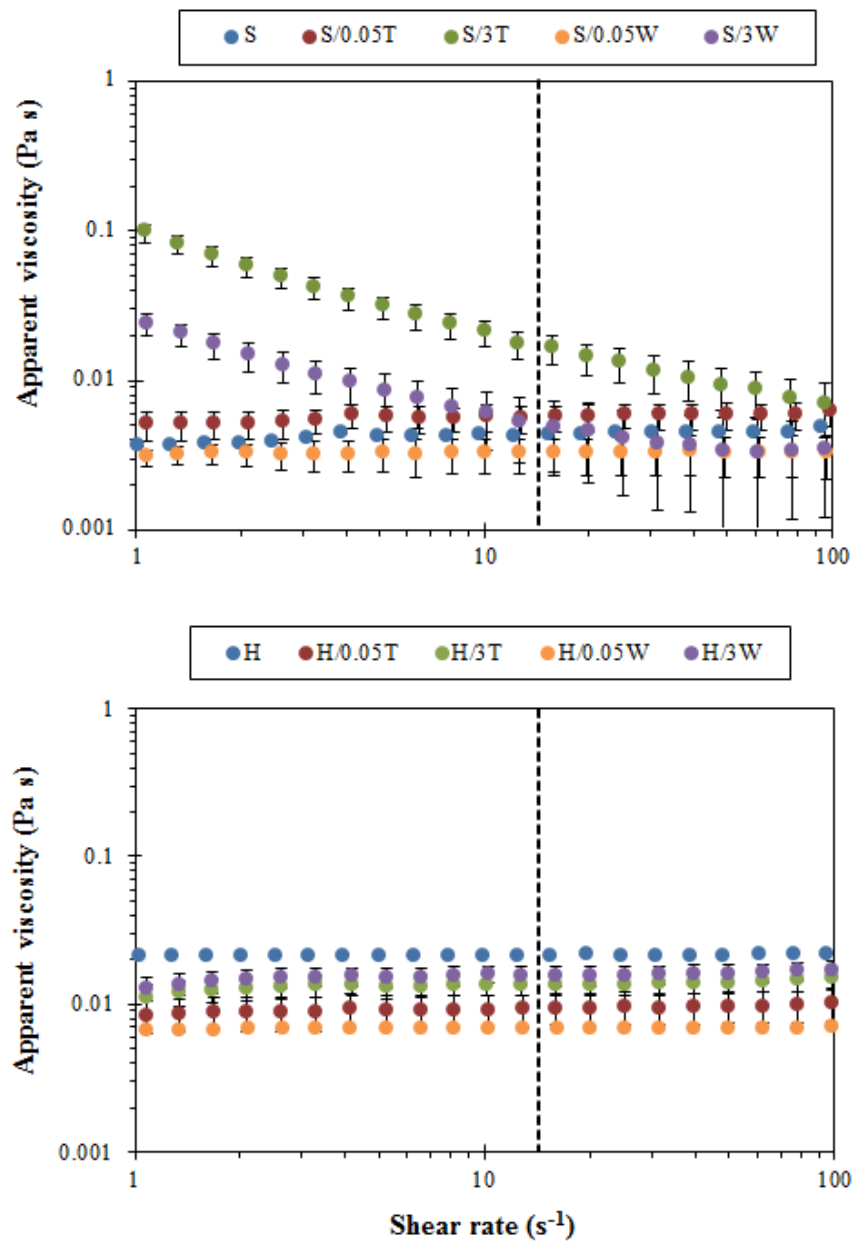 S S/0.05T S/3T S/0.05W S/3W
1
0.1
0.01
0.001
Apparent viscosity (Pa s)
1 10 100
H H/0.05T H/3T H/0.05W H/3W
1
0.1
0.01
0.001
Apparent viscosity (Pa s)
1 10 100
Shear rate (s⁻¹)